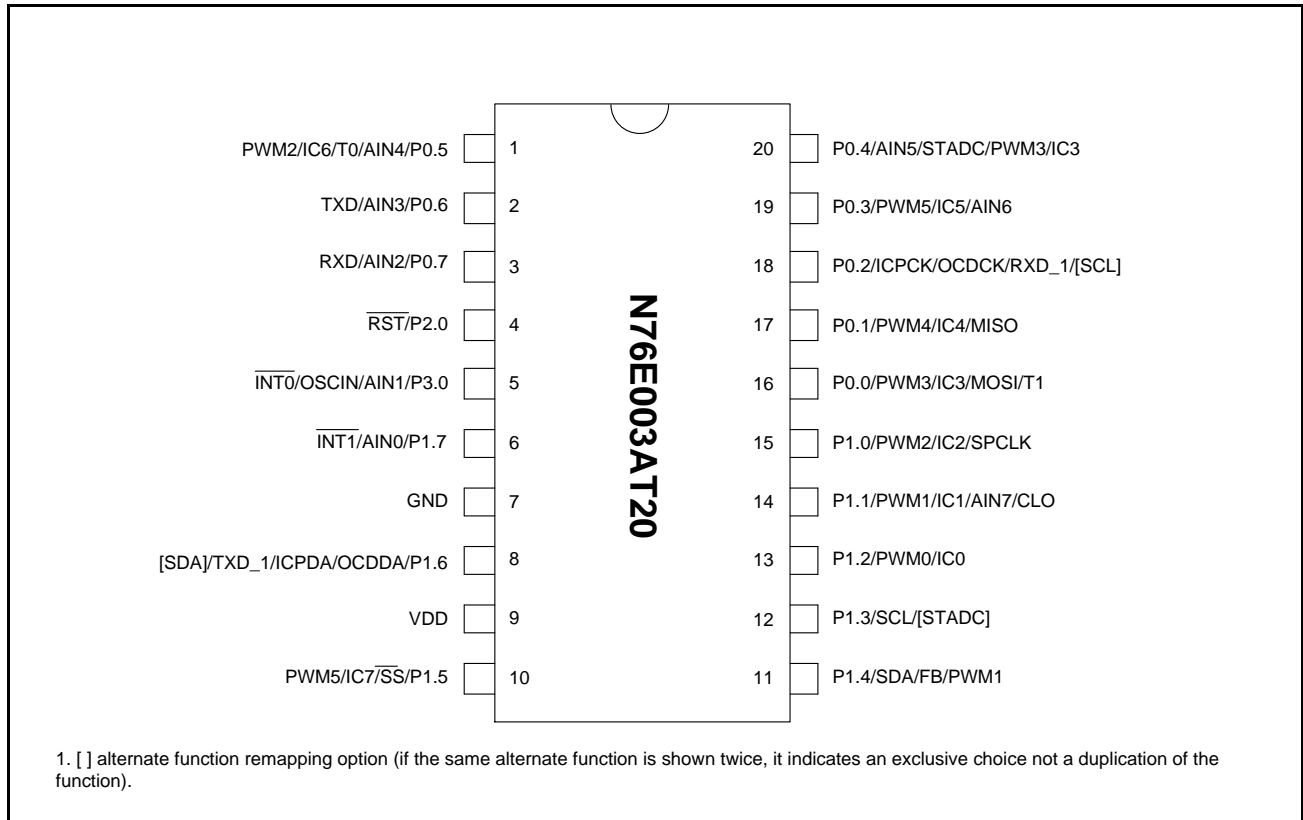 PWM2/IC6/T0/AIN4/P0.5 1
TXD/AIN3/P0.6 2
RXD/AIN2/P0.7 3
RST/P2.0 4
INT0/OSCIN/AIN1/P3.0 5
INT1/AIN0/P1.7 6
GND 7
[SDA]/TXD_1/ICPDA/OCDDA/P1.6 8
VDD 9
PWM5/IC7/SS/P1.5 10
N76E003AT20
20 P0.4/AIN5/STADC/PWM3/IC3
19 P0.3/PWM5/IC5/AIN6
18 P0.2/ICPCK/OCDCK/RXD_1/[SCL]
17 P0.1/PWM4/IC4/MISO
16 P0.0/PWM3/IC3/MOSI/T1
15 P1.0/PWM2/IC2/SPCLK
14 P1.1/PWM1/IC1/AIN7/CLO
13 P1.2/PWM0/IC0
12 P1.3/SCL/[STADC]
11 P1.4/SDA/FB/PWM1
1. [ ] alternate function remapping option (if the same alternate function is shown twice, it indicates an exclusive choice not a duplication of the
function).